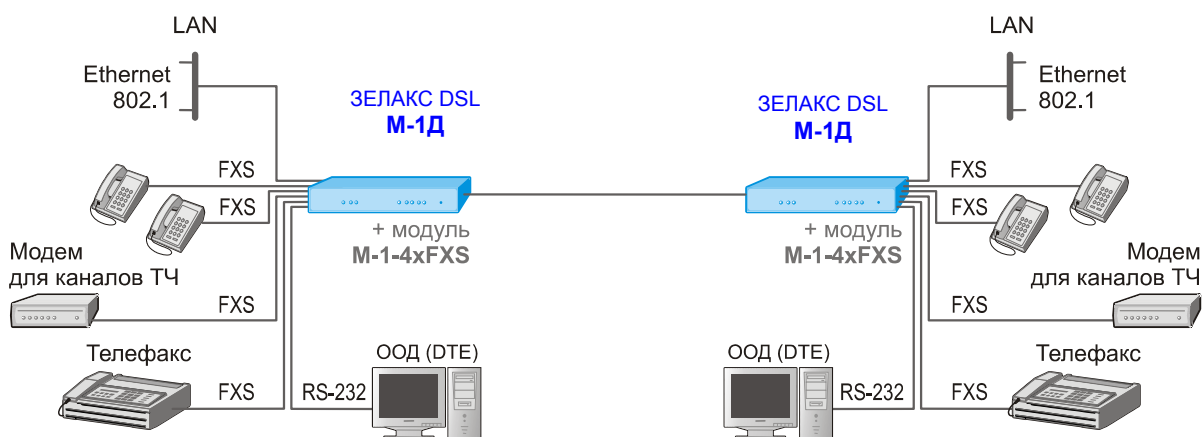 LAN
LAN
Ethernet
802.1
Ethernet
802.1
ЗЕЛАКС DSL
М-1Д
ЗЕЛАКС DSL
М-1Д
FXS
FXS
FXS
FXS
+ модуль
М-1-4xFXS
+ модуль
М-1-4xFXS
Модем
для каналов ТЧ
Модем
для каналов ТЧ
FXS
FXS
Телефакс
ООД (DTE)
ООД (DTE)
Телефакс
FXS
RS-232
RS-232
FXS